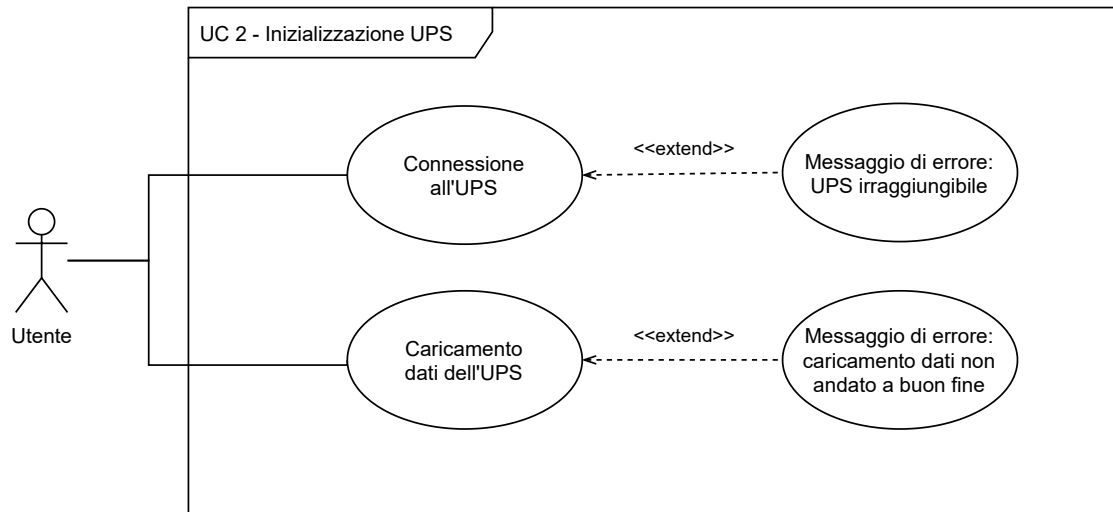 UC 2 - Inizializzazione UPS
Connessione
all'UPS
<<extend>>
Messaggio di errore:
UPS irraggiungibile
Utente
Caricamento
dati dell'UPS
<<extend>>
Messaggio di errore:
caricamento dati non
andato a buon fine